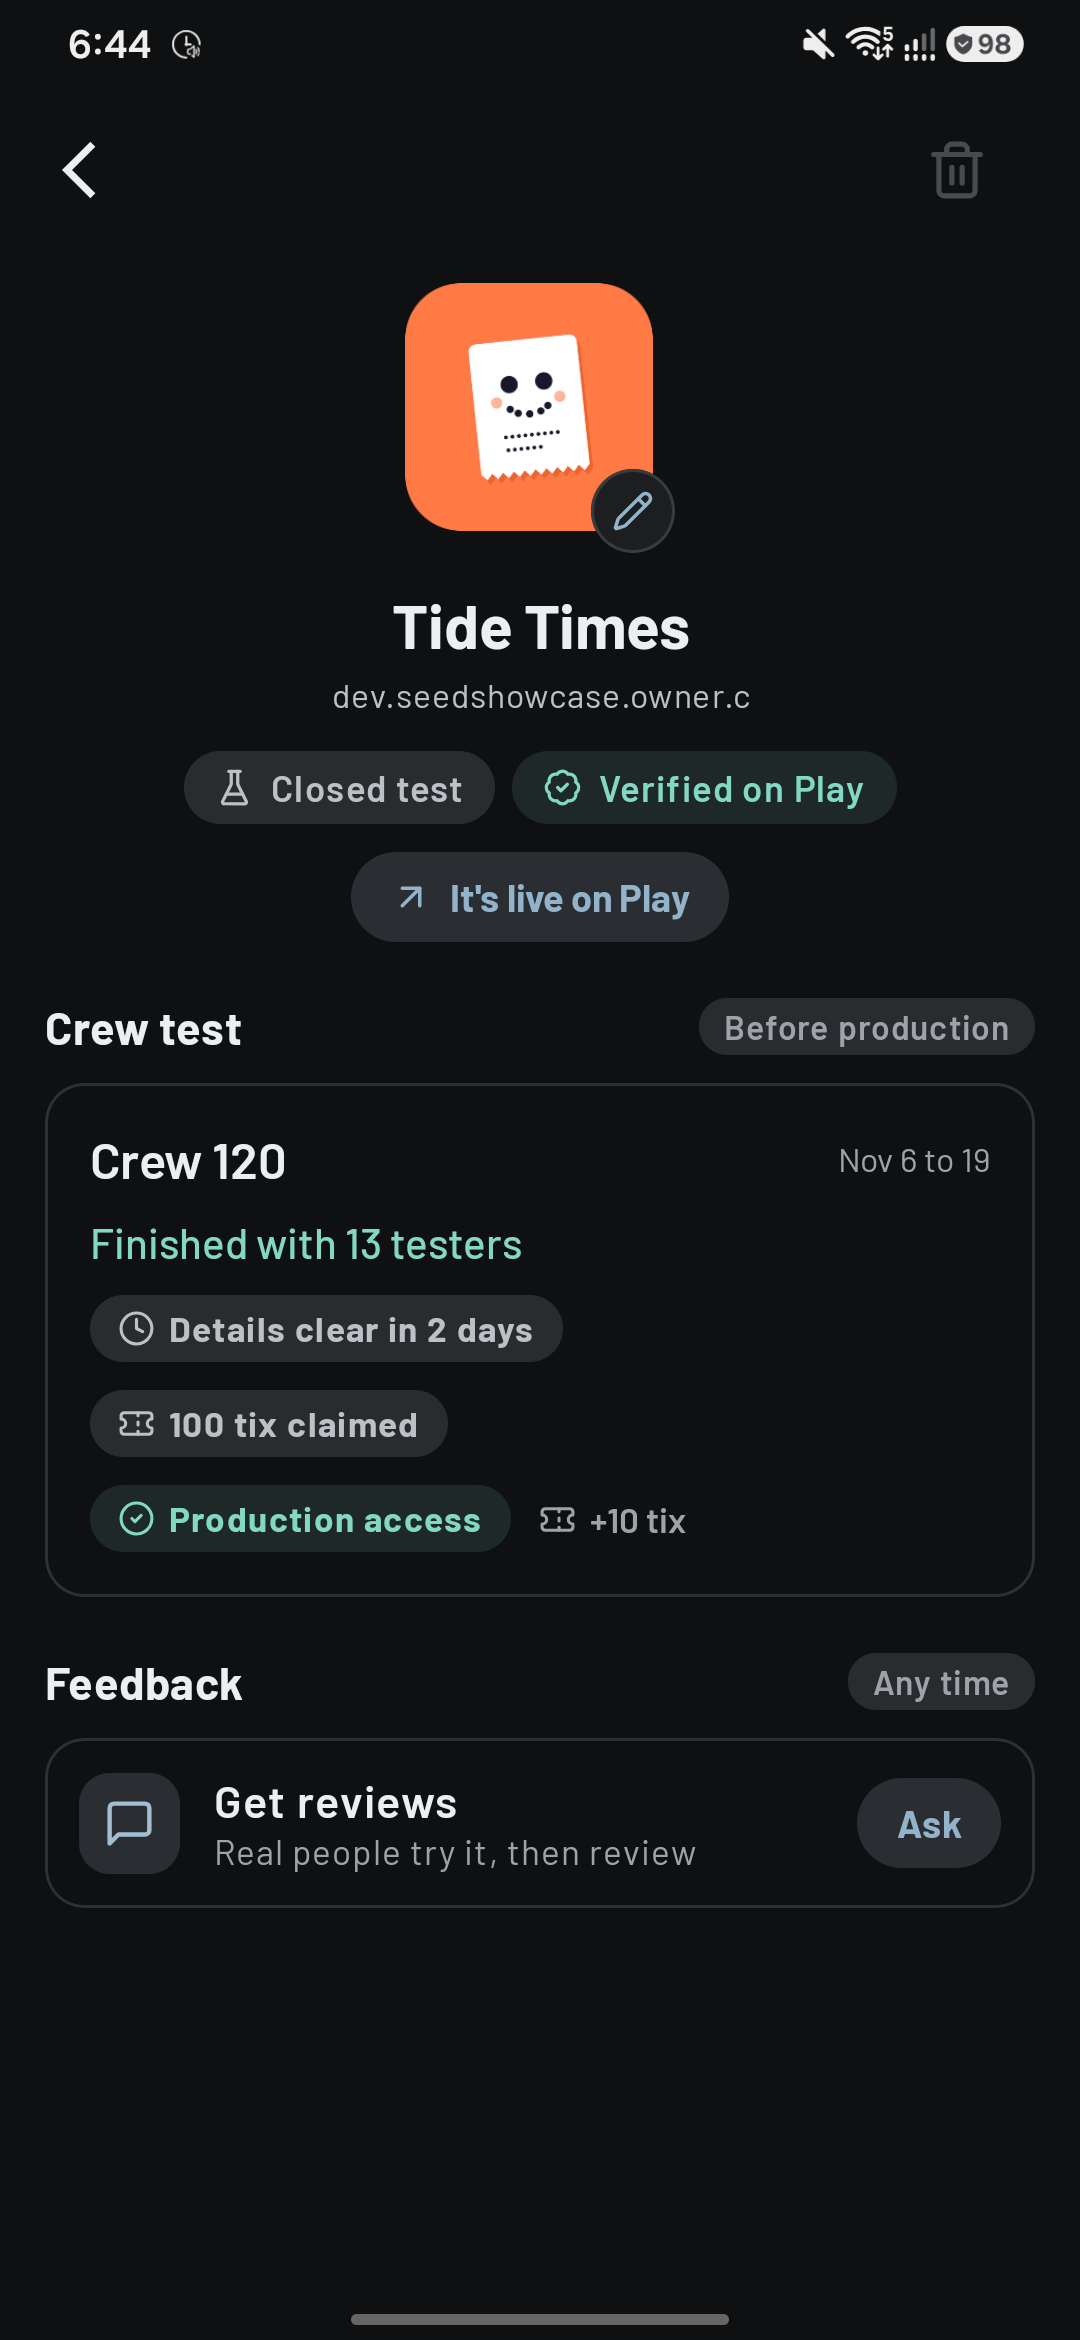 6:44
5
98
Tide Times
dev.seedshowcase.owner.c
Closed test
Verified on Play
It's live on Play
Crew test
Before production
Crew 120
Nov 6 to 19
Finished with 13 testers
Details clear in 2 days
100 tix claimed
Production access
+10 tix
Feedback
Any time
Get reviews
Real people try it, then review
Ask